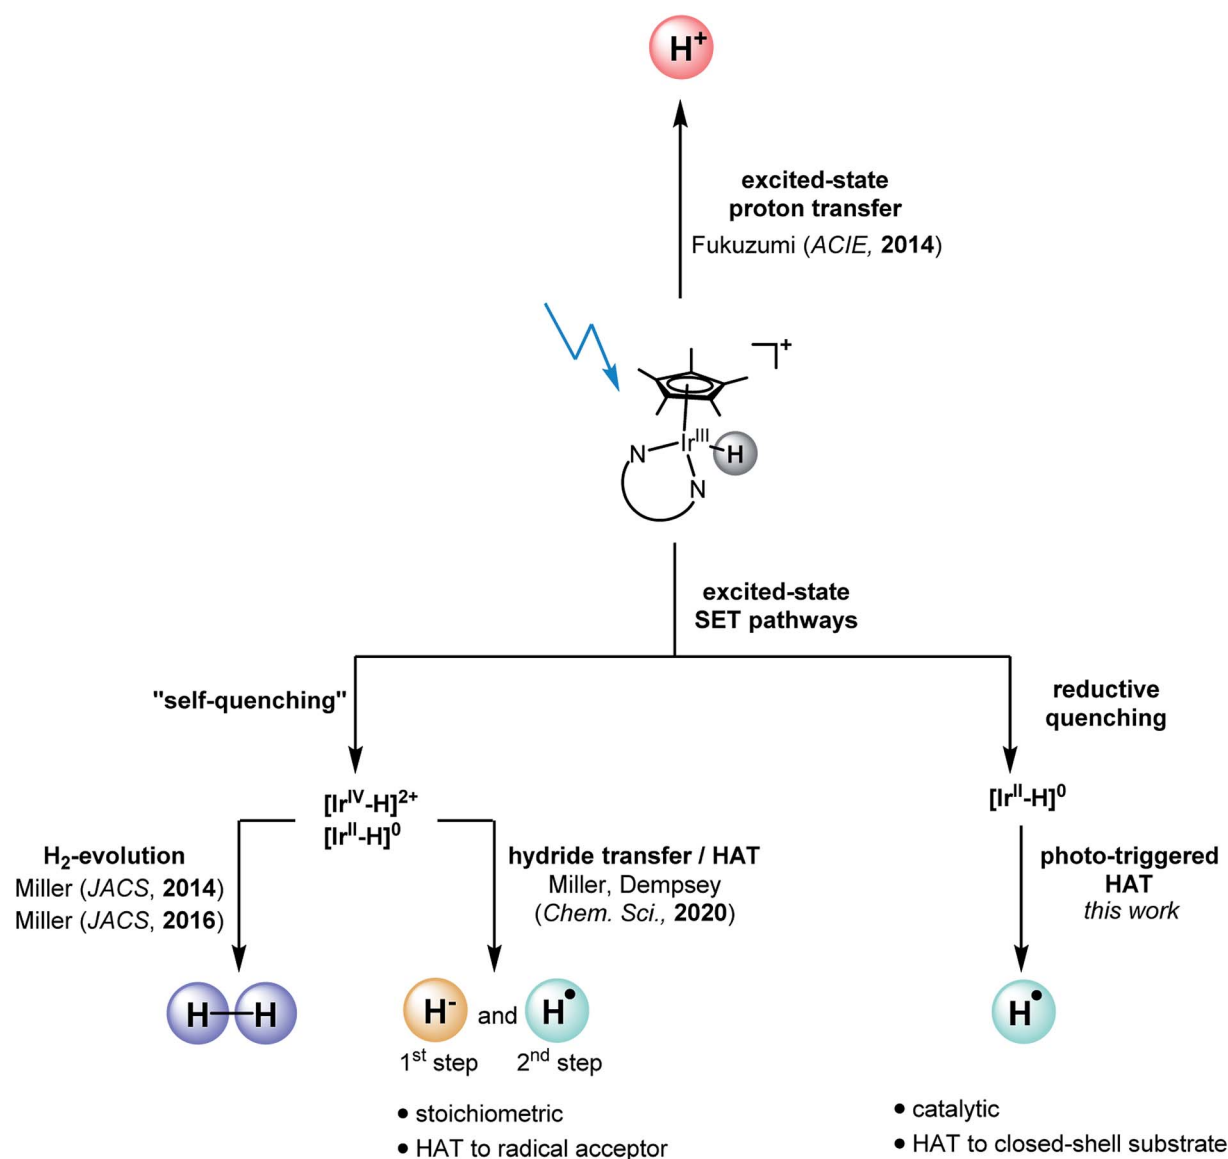 H⁺
excited-state
proton transfer
Fukuzumi (ACIE, 2014)
+
Irᴵᴵᴵ
N
H
N
excited-state
SET pathways
"self-quenching"
reductive
quenching
[Irᴵⱽ-H]²⁺
[Irᴵᴵ-H]⁰
[Irᴵᴵ-H]⁰
H₂-evolution
Miller (JACS, 2014)
Miller (JACS, 2016)
hydride transfer / HAT
Miller, Dempsey
(Chem. Sci., 2020)
photo-triggered
HAT
this work
H—H
H⁻ and H•
1ˢᵗ step 2ⁿᵈ step
H•
• stoichiometric
• HAT to radical acceptor
• catalytic
• HAT to closed-shell substrate